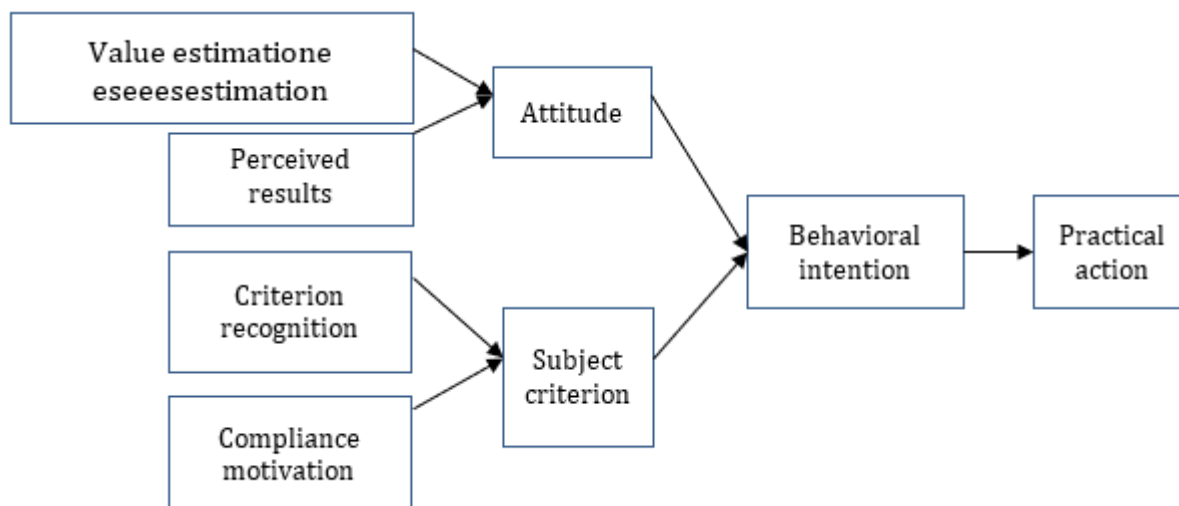 Value estimatione
eseeesestimation
Perceived
results
Attitude
Criterion
recognition
Compliance
motivation
Subject
criterion
Behavioral
intention
Practical
action